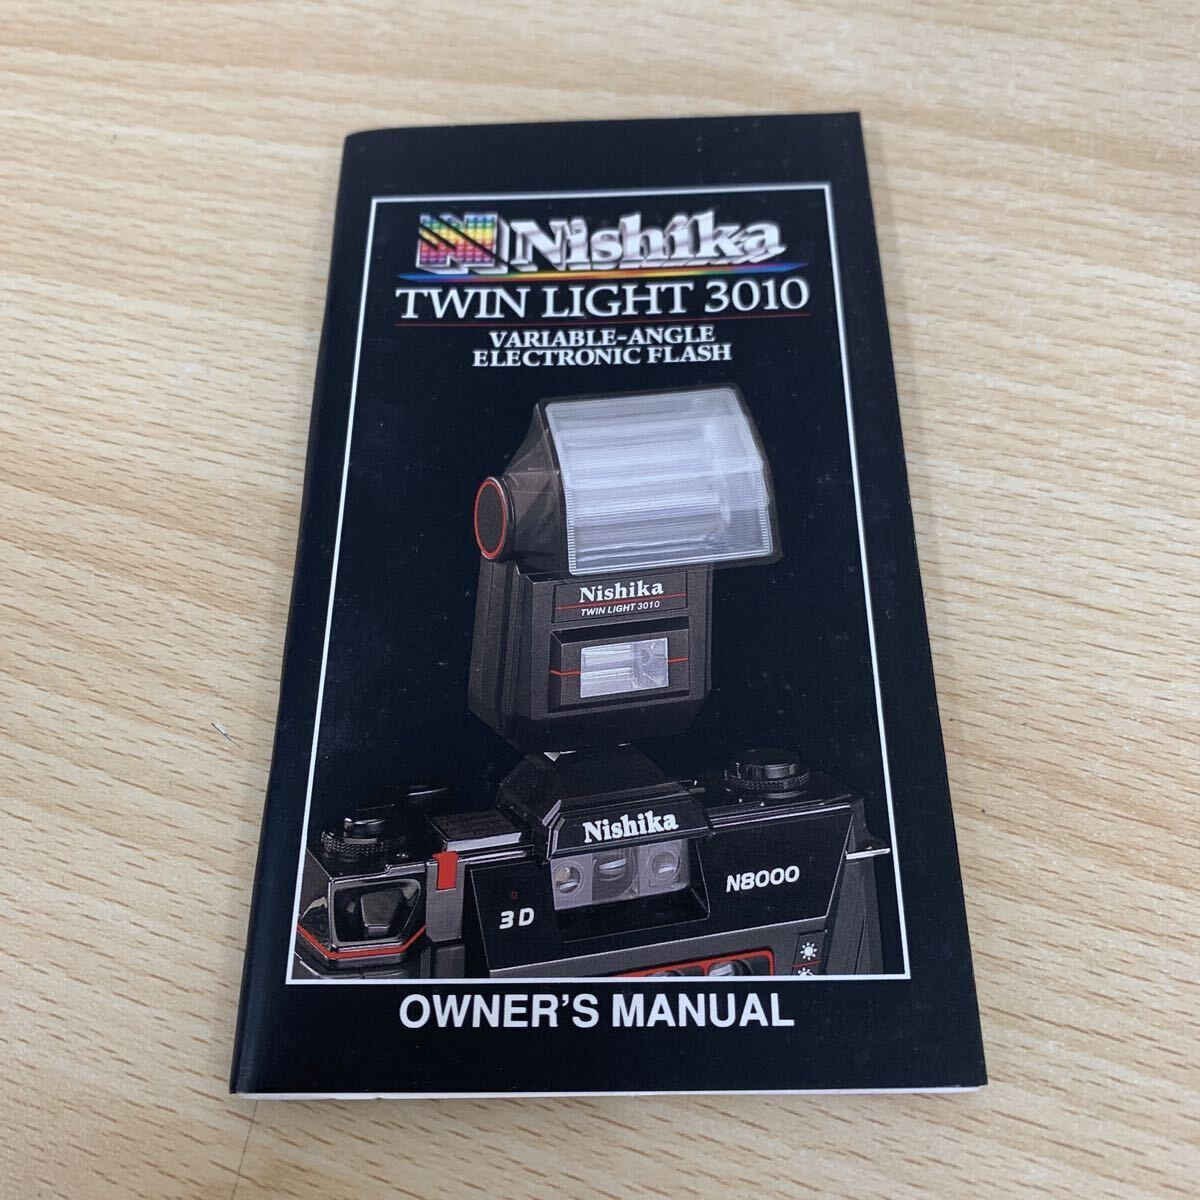 Nishika
TWIN LIGHT 3010
VARIABLE-ANGLE
ELECTRONIC FLASH
Nishika
TWIN LIGHT 3010
Nishika
N8000
3D
OWNER'S MANUAL